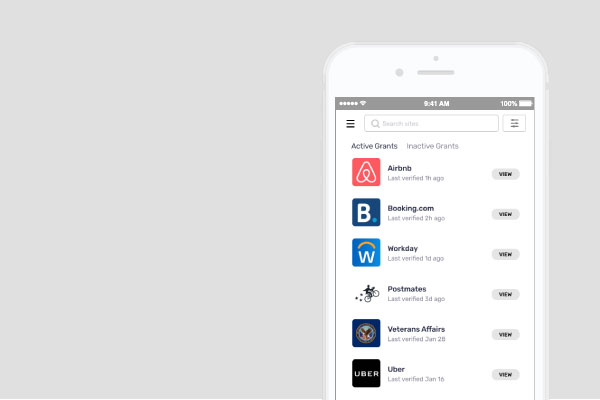 9:41 AM 100%
Search sites
Active Grants Inactive Grants
Airbnb
Last verified 1h ago
VIEW
B.
Booking.com
Last verified 2h ago
VIEW
W
Workday
Last verified 1d ago
VIEW
Postmates
Last verified 3d ago
VIEW
Veterans Affairs
Last verified Jan 28
VIEW
UBER
Uber
Last verified Jan 16
VIEW